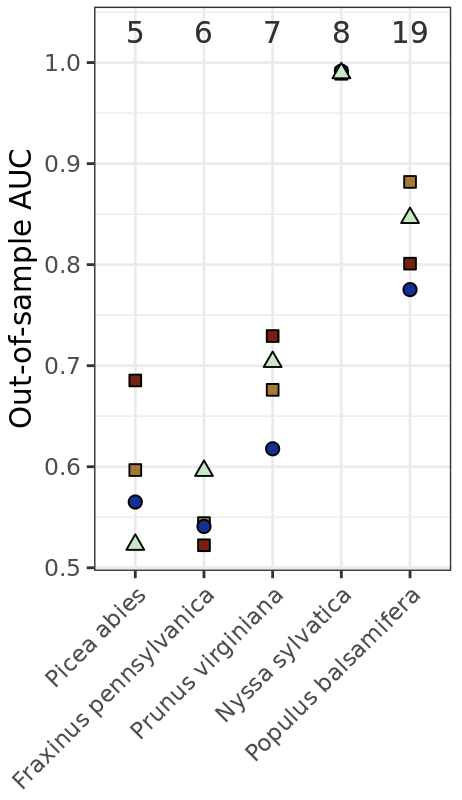 5 6 7 8 19
Out-of-sample AUC
1.0
0.9
0.8
0.7
0.6
0.5
Picea abies
Fraxinus pennsylvanica
Prunus virginiana
Nyssa sylvatica
Populus balsamifera